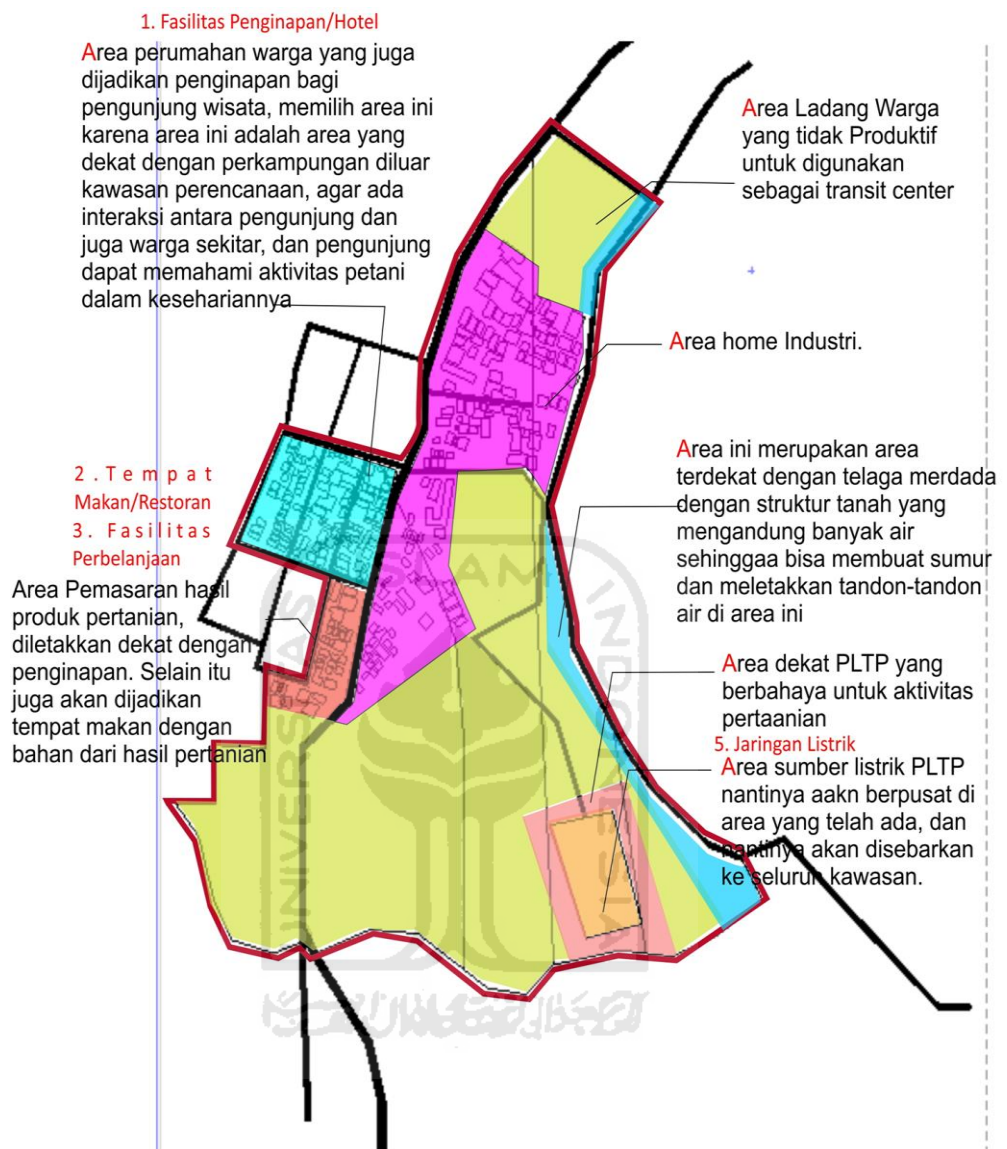 1. Fasilitas Penginapan/Hotel
Area perumahan warga yang juga
dijadikan penginapan bagi
pengunjung wisata, memilih area ini
karena area ini adalah area yang
dekat dengan perkampungan diluar
kawasan perencanaan, agar ada
interaksi antara pengunjung dan
juga warga sekitar, dan pengunjung
dapat memahami aktivitas petani
dalam kesehariannya
Area Ladang Warga
yang tidak Produktif
untuk digunakan
sebagai transit center
Area home Industri.
2. Tempat
Makan/Restoran
3. Fasilitas
Perbelanjaan
Area Pemasaran hasil
produk pertanian,
diletakkan dekat dengan
penginapan. Selain itu
juga akan dijadikan
tempat makan dengan
bahan dari hasil pertanian
Area ini merupakan area
terdekat dengan telaga merdada
dengan struktur tanah yang
mengandung banyak air
sehinggaa bisa membuat sumur
dan meletakkan tandon-tandon
air di area ini
Area dekat PLTP yang
berbahaya untuk aktivitas
pertaanian
5. Jaringan Listrik
Area sumber listrik PLTP
nantinya aakn berpusat di
area yang telah ada, dan
nantinya akan disebarkan
ke seluruh kawasan.
UNIVERSITAS ISLAM INDONESIA